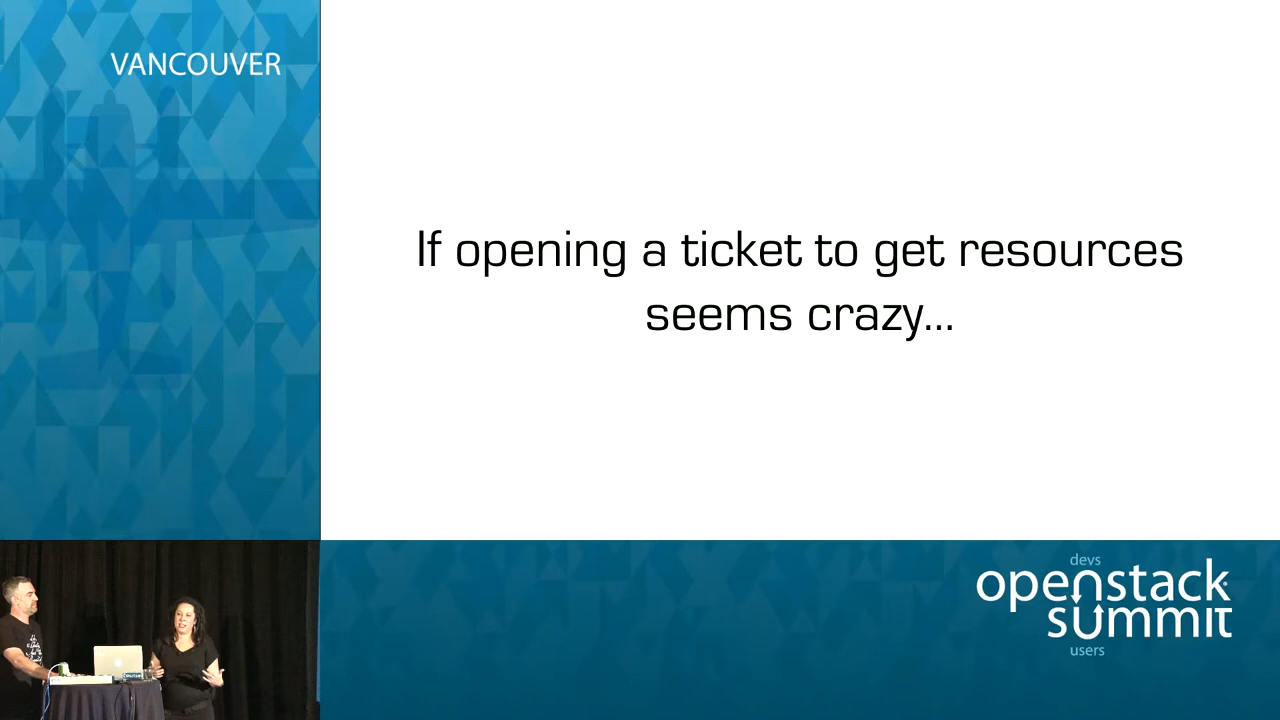 VANCOUVER
If opening a ticket to get resources
seems crazy...
devs
openstack
summit
users